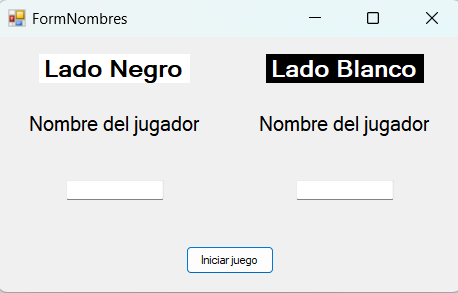 FormNombres
Lado Negro
Lado Blanco
Nombre del jugador
Nombre del jugador
Iniciar juego